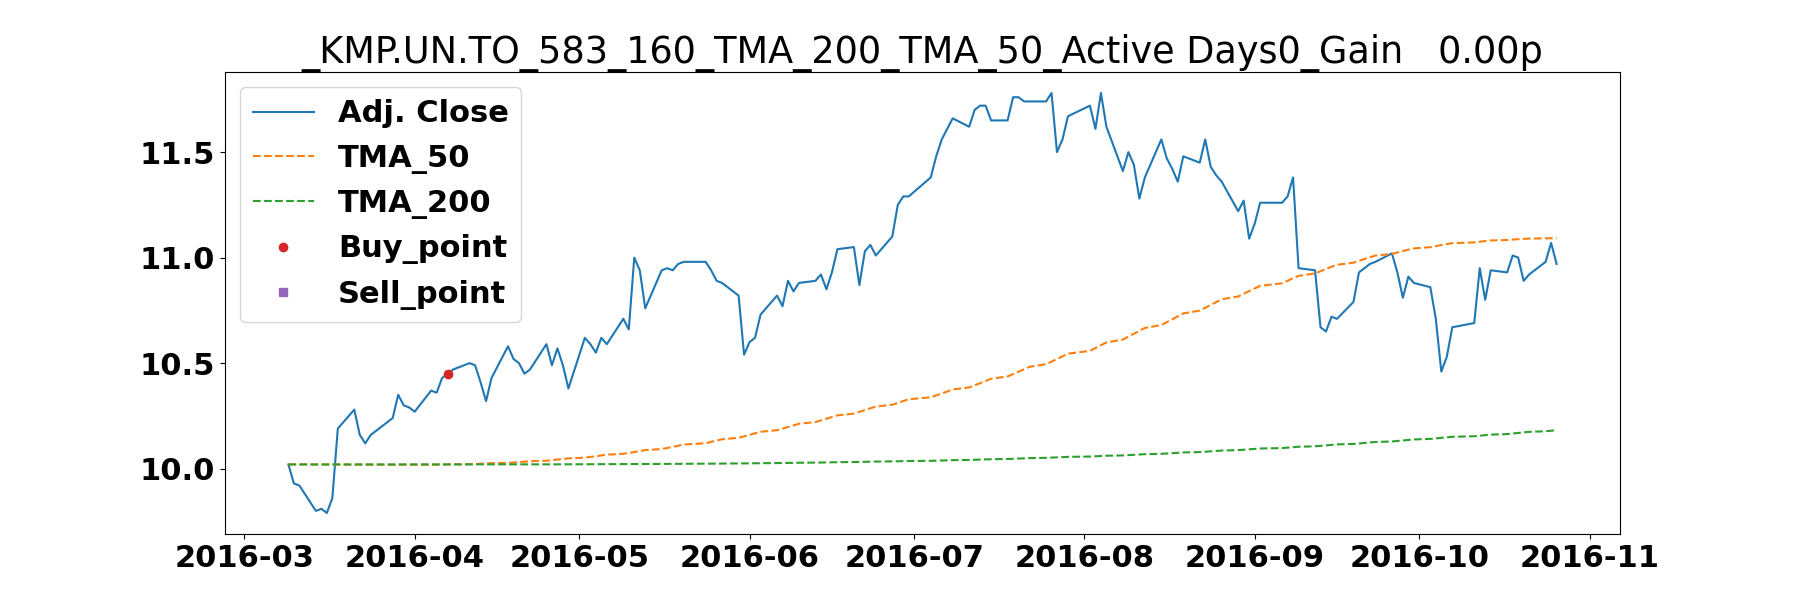 _KMP.UN.TO_583_160_TMA_200_TMA_50_Active Days0_Gain   0.00p
Adj. Close
TMA_50
TMA_200
Buy_point
Sell_point
11.5
11.0
10.5
10.0
2016-03 2016-04 2016-05 2016-06 2016-07 2016-08 2016-09 2016-10 2016-11